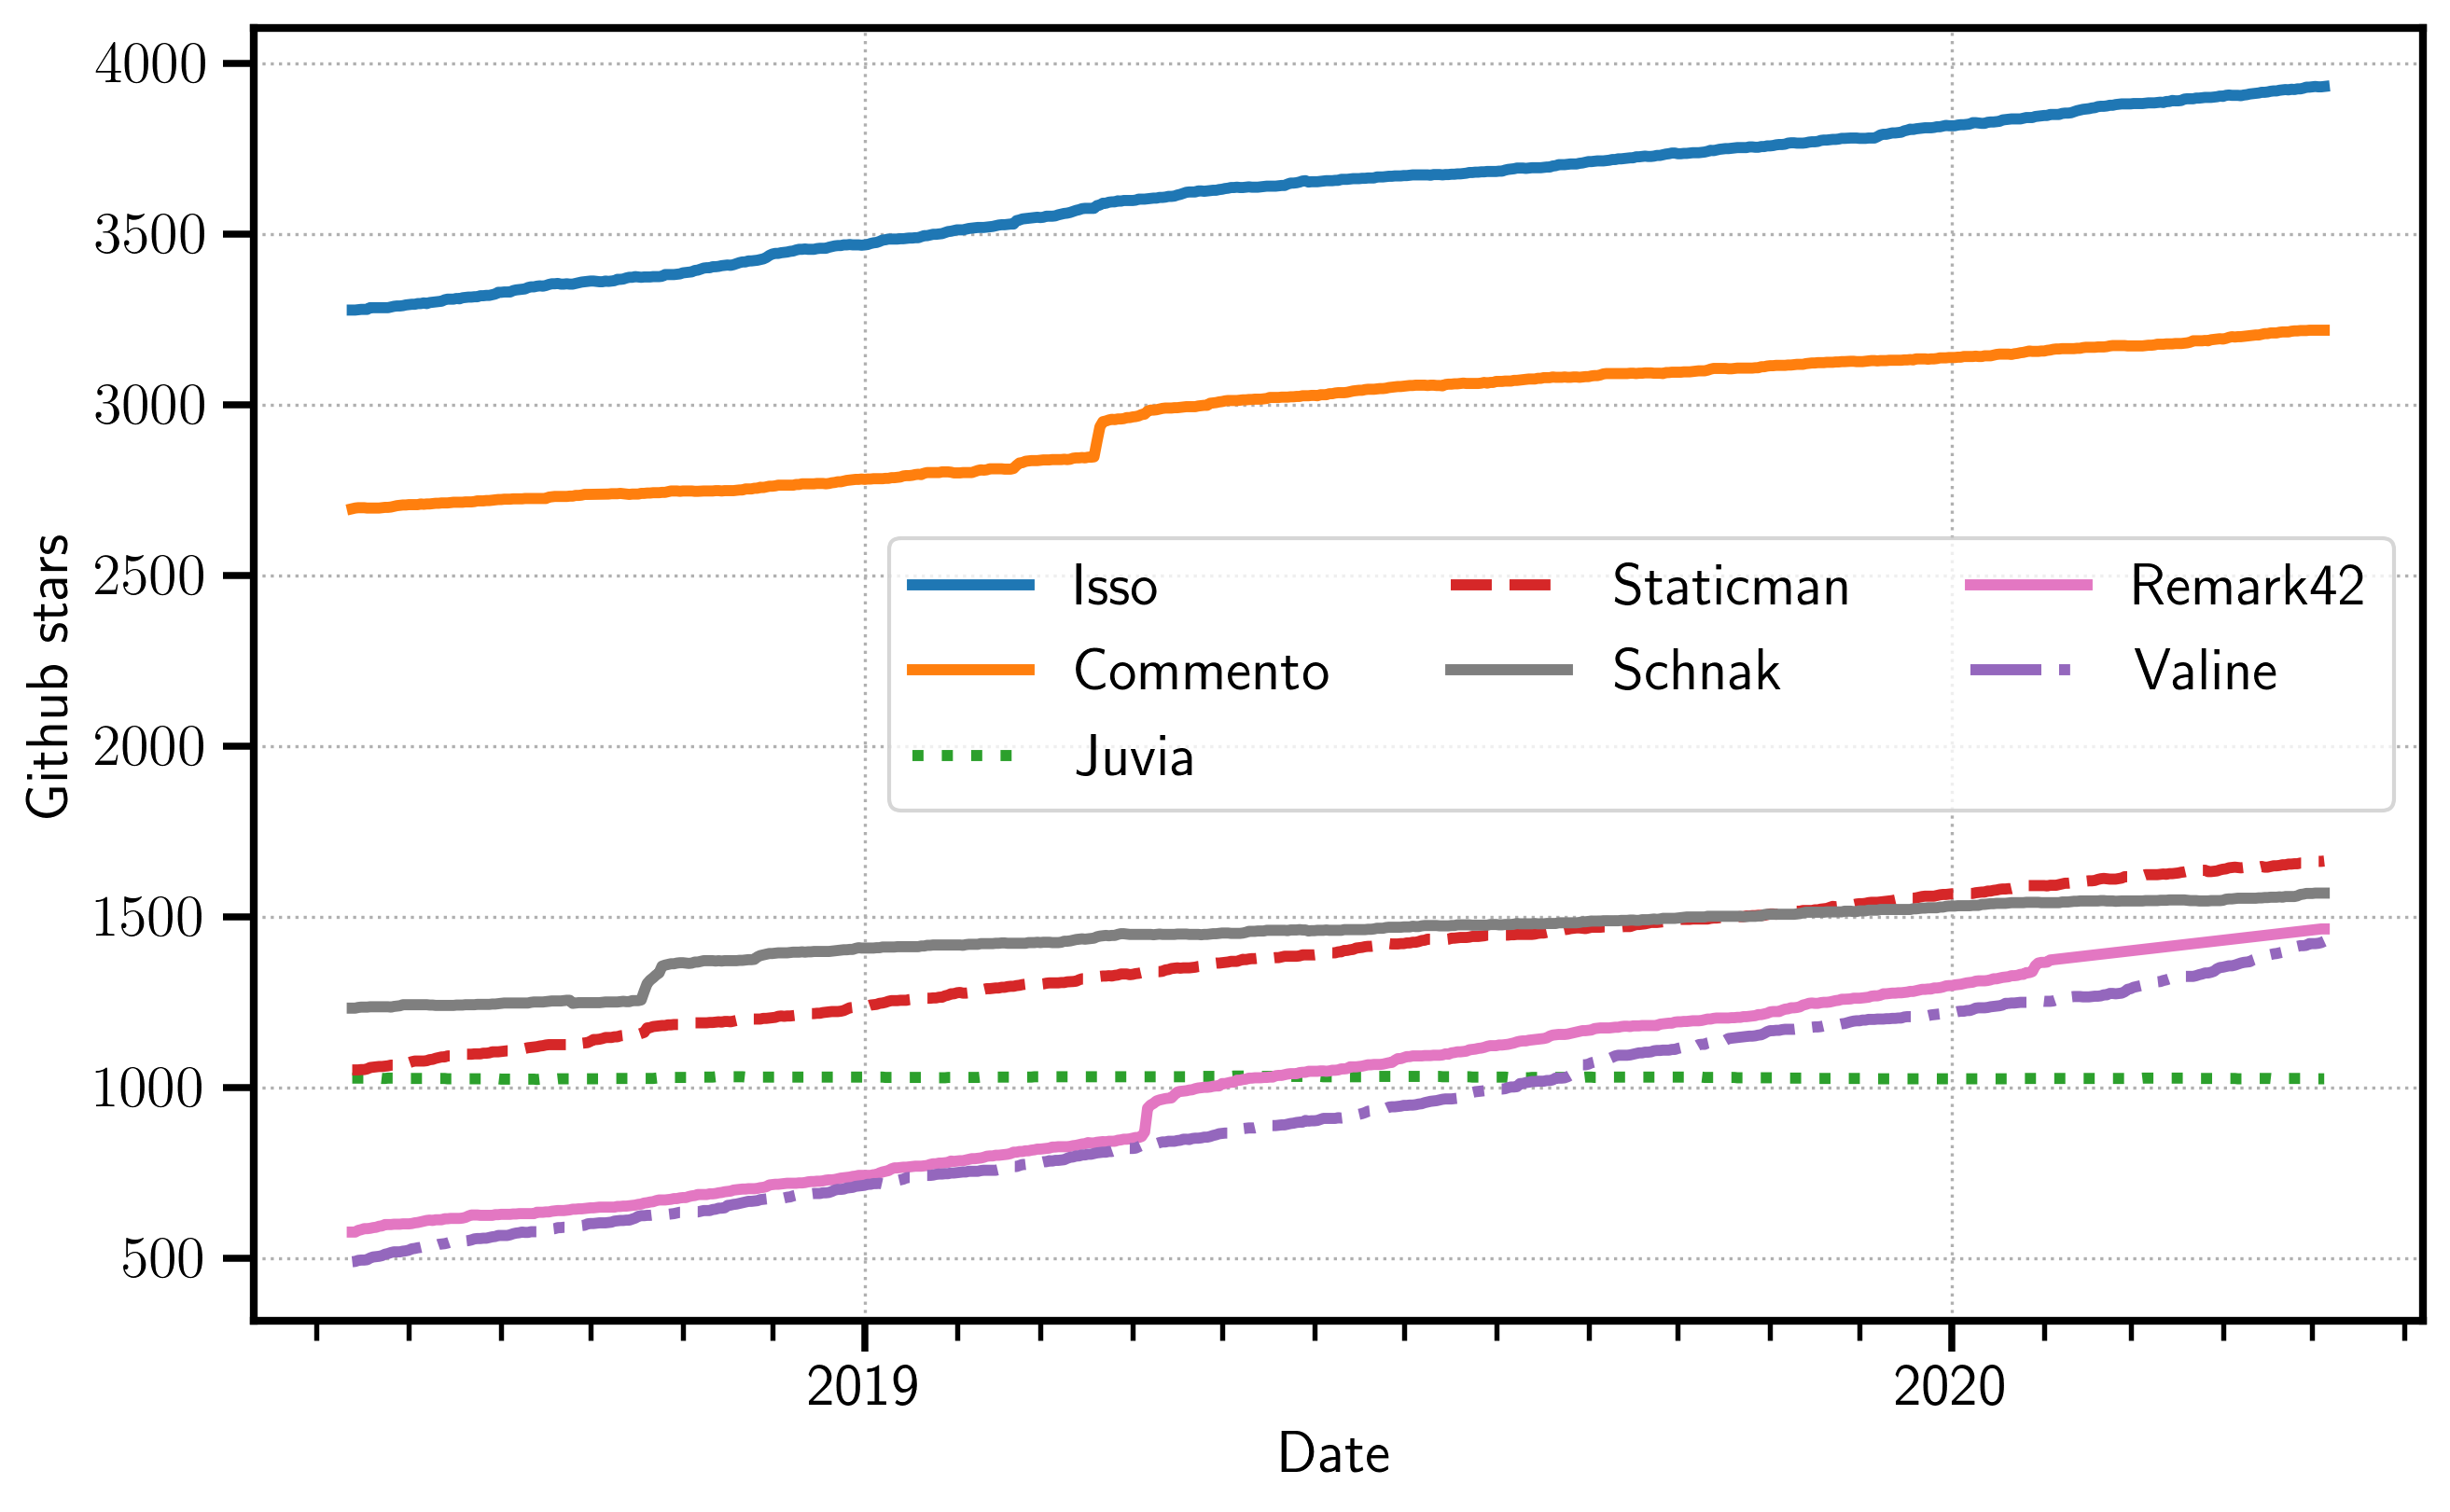 4000
3500
3000
2500
2000
1500
1000
500
Github stars
Isso
Commento
Juvia
Staticman
Schnak
Remark42
Valine
2019
2020
Date